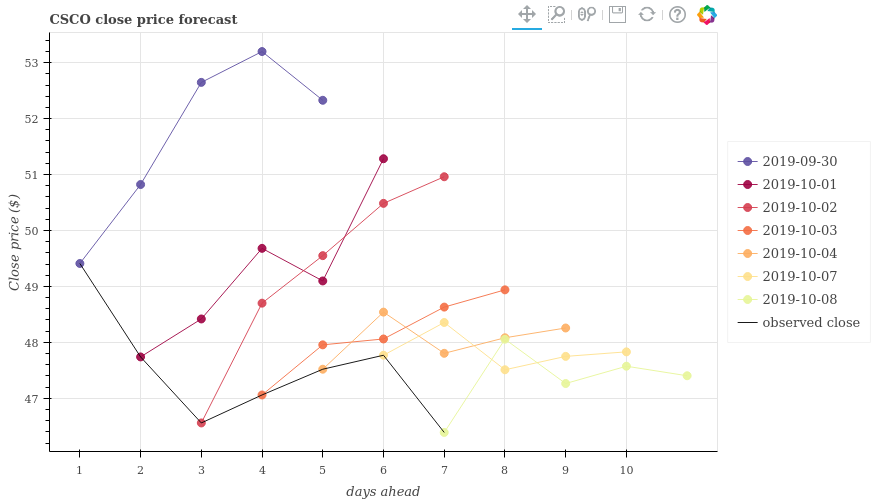 CSCO close price forecast
53
52
51
50
49
48
47
Close price ($)
1 2 3 4 5 6 7 8 9 10
days ahead
2019-09-30
2019-10-01
2019-10-02
2019-10-03
2019-10-04
2019-10-07
2019-10-08
observed close